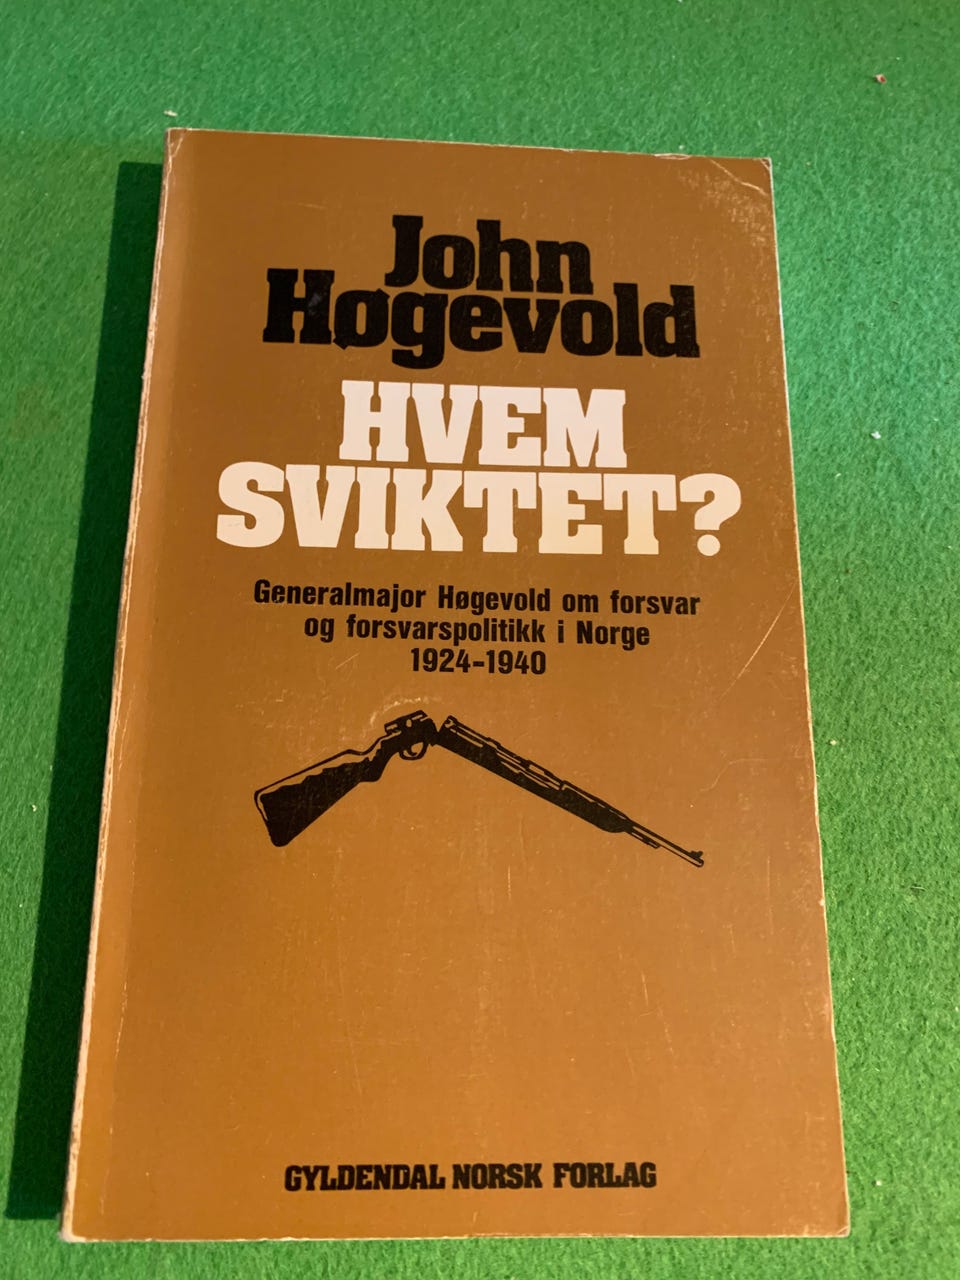 John
Høgevold
HVEM
SVIKTET?
Generalmajor Høgevold om forsvar
og forsvarspolitikk i Norge
1924-1940
GYLDENDAL NORSK FORLAG